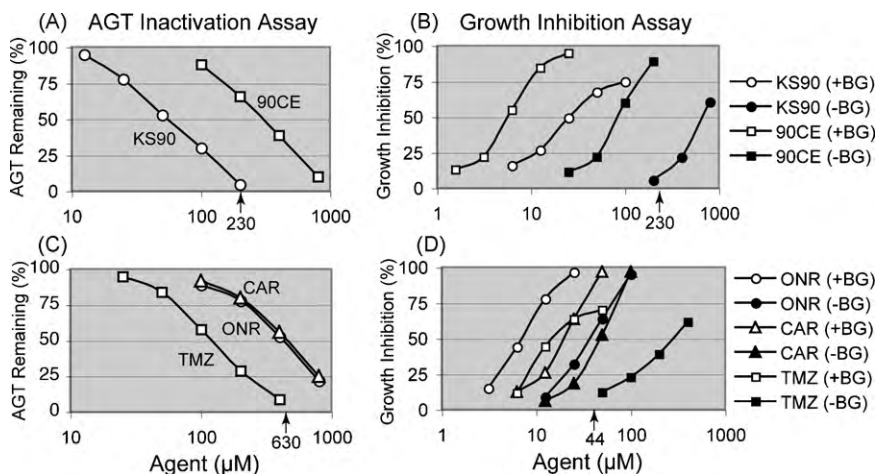 (A) AGT Inactivation Assay
AGT Remaining (%)
100
75
50
25
0
90CE
KS90
10
100
1000
230
(B) Growth Inhibition Assay
Growth Inhibition (%)
100
75
50
25
0
1
10
100
1000
230
KS90 (+BG)
KS90 (-BG)
90CE (+BG)
90CE (-BG)
(C)
AGT Remaining (%)
100
75
50
25
0
CAR
ONR
TMZ
10
100
1000
630
Agent (µM)
(D)
Growth Inhibition (%)
100
75
50
25
0
1
10
100
1000
44
Agent (µM)
ONR (+BG)
ONR (-BG)
CAR (+BG)
CAR (-BG)
TMZ (+BG)
TMZ (-BG)